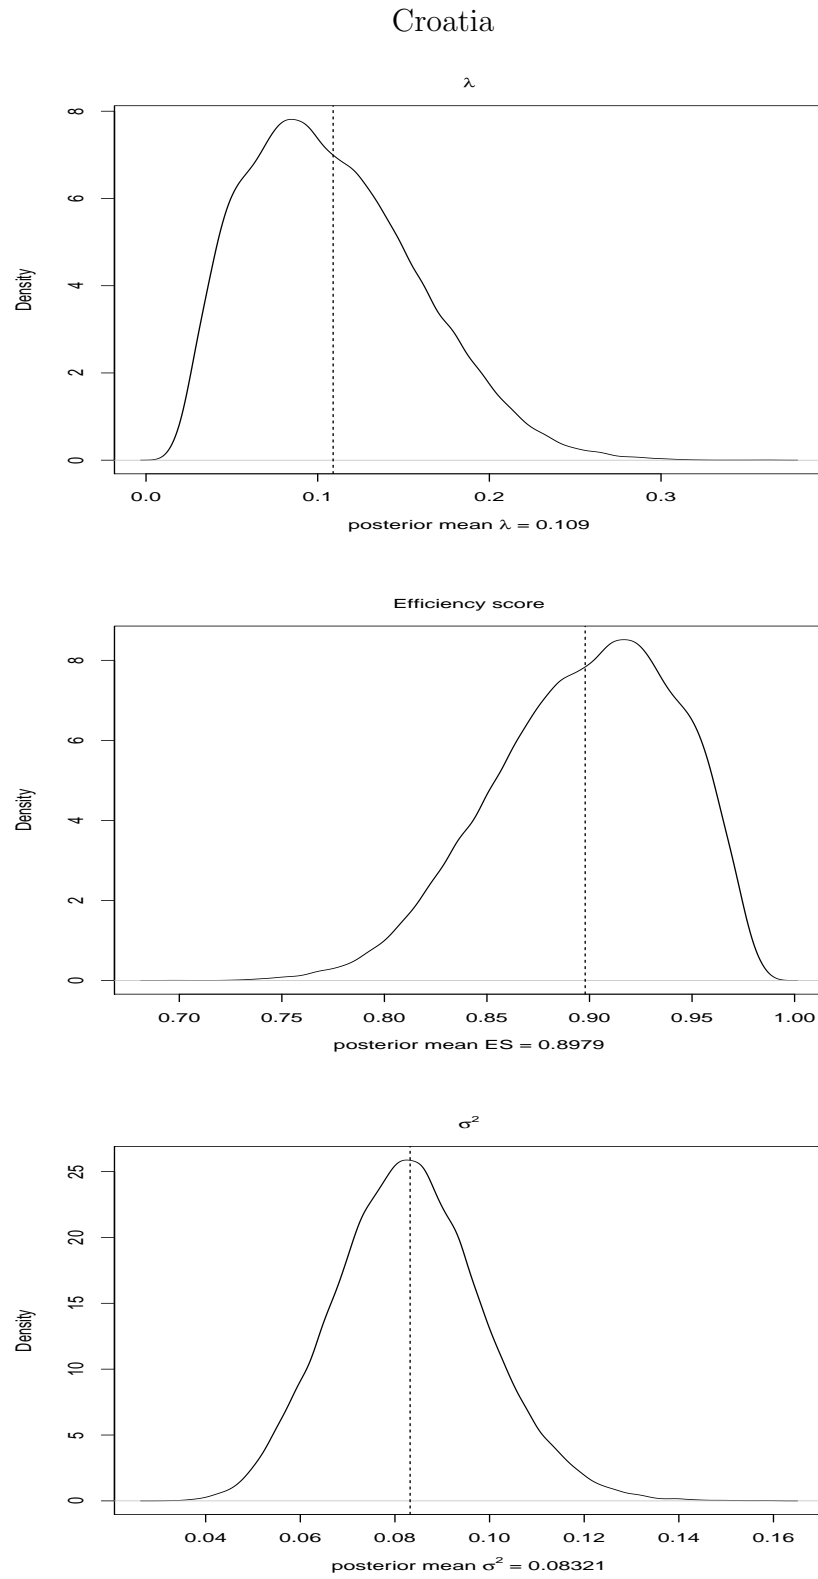 Croatia
λ
Density
8
6
4
2
0
0.0 0.1 0.2 0.3
posterior mean λ = 0.109
Efficiency score
Density
8
6
4
2
0
0.70 0.75 0.80 0.85 0.90 0.95 1.00
posterior mean ES = 0.8979
σ²
Density
25
20
15
10
5
0
0.04 0.06 0.08 0.10 0.12 0.14 0.16
posterior mean σ² = 0.08321